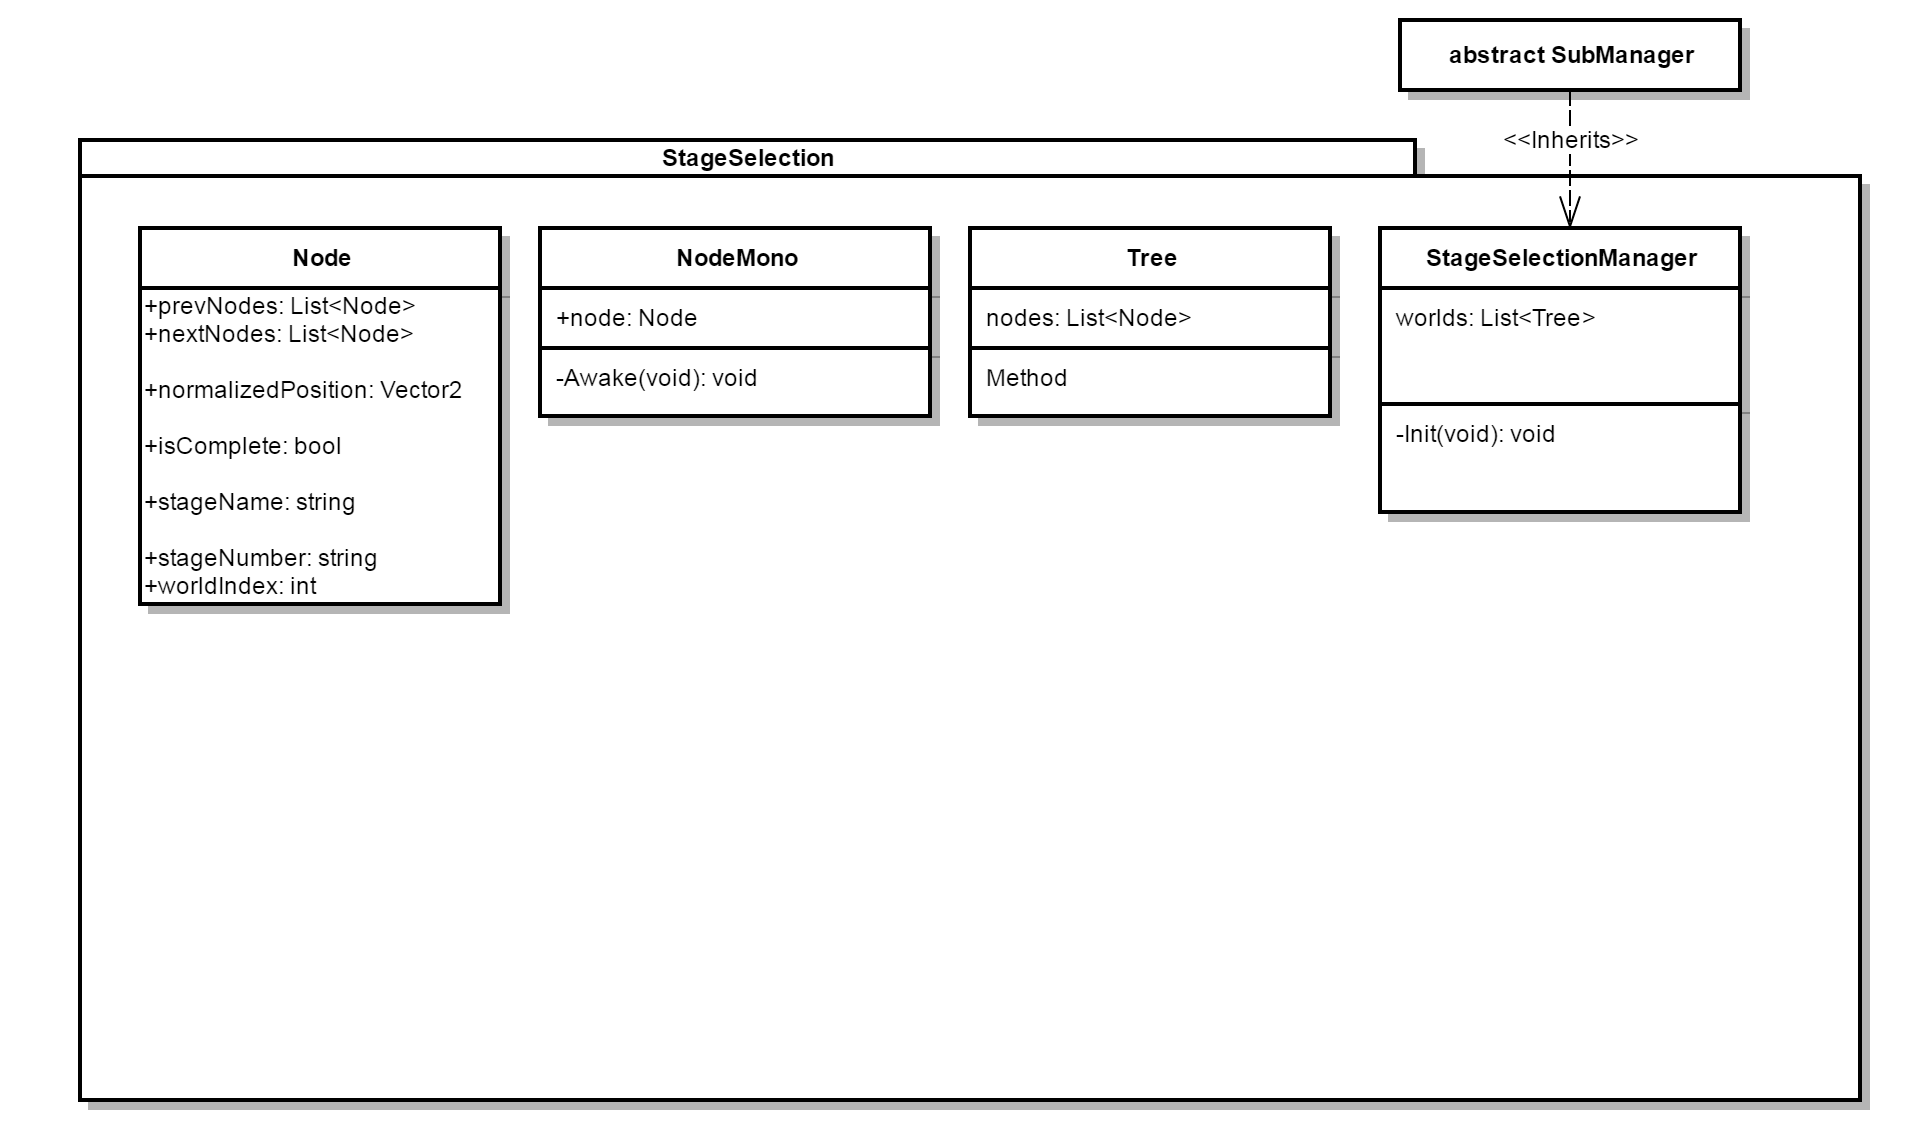 abstract SubManager
<<Inherits>>
StageSelection
Node
+prevNodes: List<Node>
+nextNodes: List<Node>
+normalizedPosition: Vector2
+isComplete: bool
+stageName: string
+stageNumber: string
+worldIndex: int
NodeMono
+node: Node
-Awake(void): void
Tree
nodes: List<Node>
Method
StageSelectionManager
worlds: List<Tree>
-Init(void): void